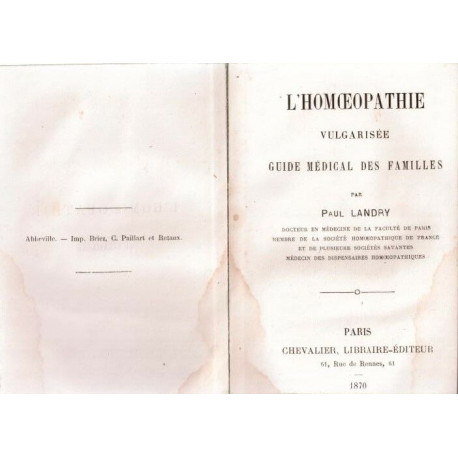 Abbeville. — Imp. Briez, C. Paillart et Retaux.
L'HOMŒOPATHIE
VULGARISÉE
GUIDE MÉDICAL DES FAMILLES
PAR
PAUL LANDRY
DOCTEUR EN MÉDECINE DE LA FACULTÉ DE PARIS
MEMBRE DE LA SOCIÉTÉ HOMŒOPATHIQUE DE FRANCE
ET DE PLUSIEURS SOCIÉTÉS SAVANTES
MÉDECIN DES DISPENSAIRES HOMŒOPATHIQUES
PARIS
CHEVALIER, LIBRAIRE-ÉDITEUR
61, Rue de Rennes, 61
1870